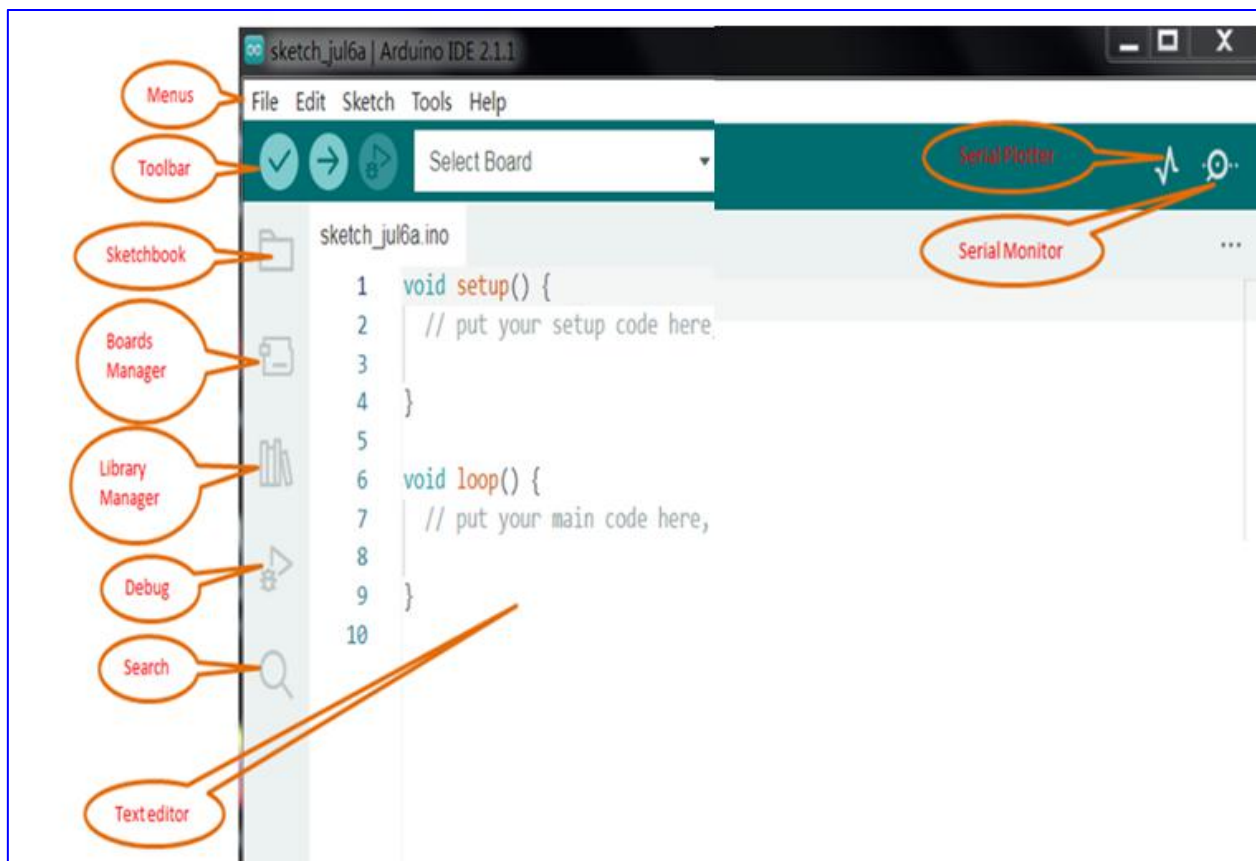 sketch_jul6a | Arduino IDE 2.1.1
X
Menus
File Edit Sketch Tools Help
Toolbar
Select Board
Serial Plotter
Sketchbook
sketch_jul6a.ino
Serial Monitor
...
1 void setup() {
2 // put your setup code here,
3
4 }
5
6 void loop() {
7 // put your main code here,
8
9 }
10
Boards
Manager
Library
Manager
Debug
Search
Text editor